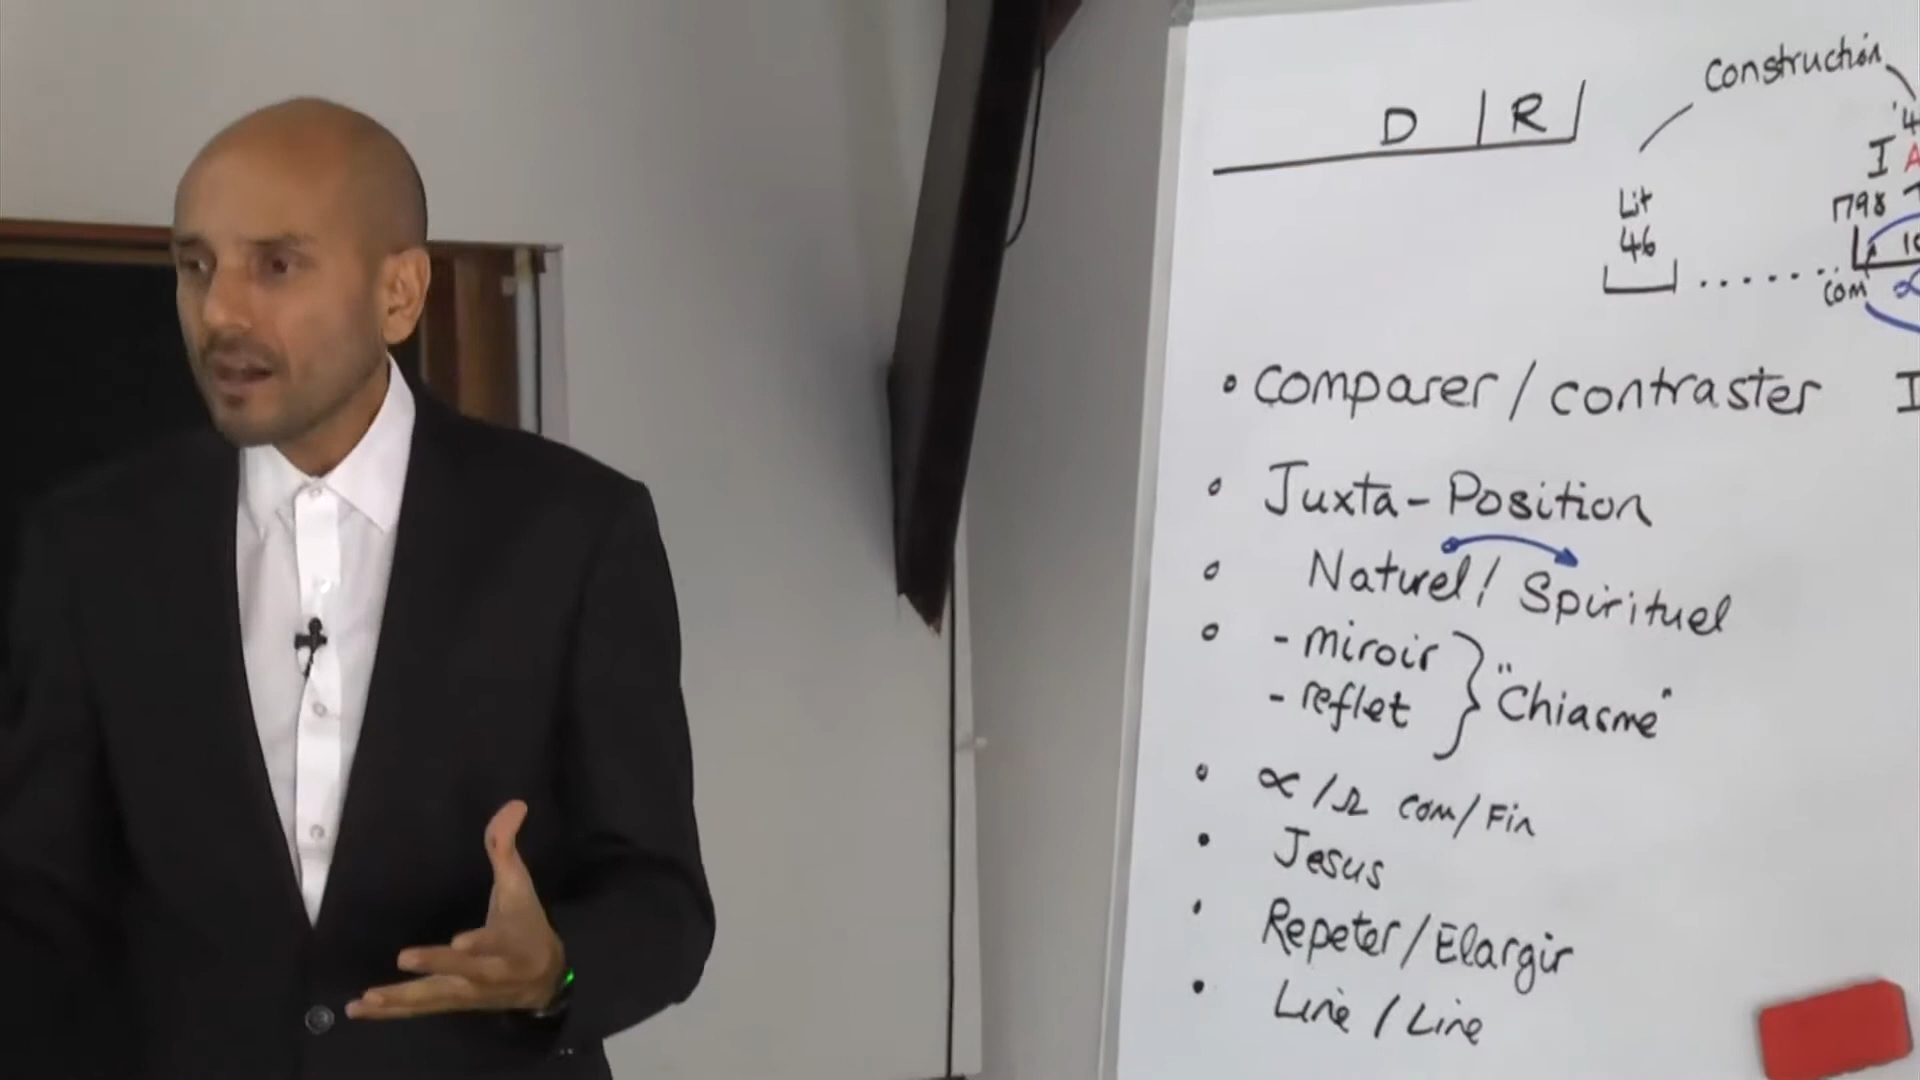 D | R
Construction
Lit
46
I A
1798
com
• Comparer / contraster I
• Juxta-Position
• Naturel / Spirituel
• - miroir
- reflet } "Chiasme"
• α/Ω com/Fin
• Jesus
• Repeter/Elargir
• Line / Line